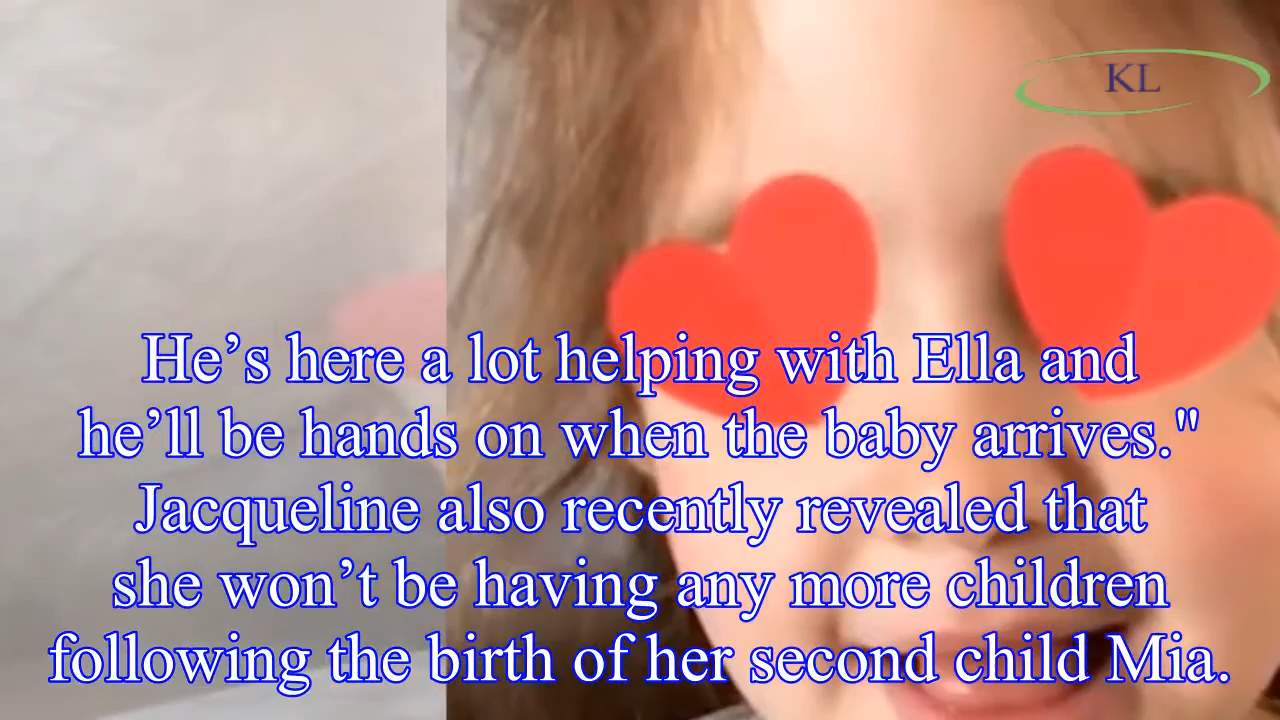 KL
He’s here a lot helping with Ella and
he’ll be hands on when the baby arrives."
Jacqueline also recently revealed that
she won’t be having any more children
following the birth of her second child Mia.